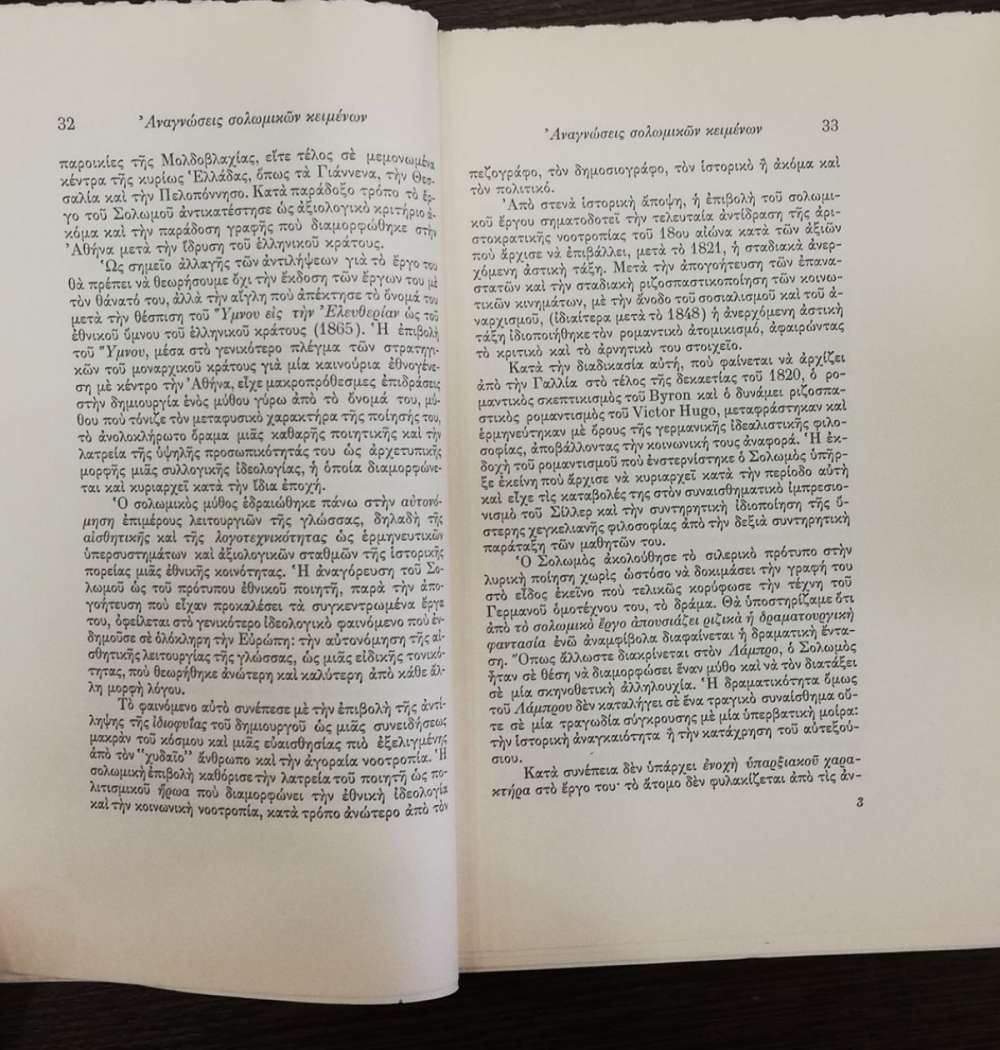 32 Ἀναγνώσεις σολωμικῶν κειμένων
παροικίες τῆς Μολδοβλαχίας, εἴτε τέλος σὲ μεμονωμένα
κέντρα τῆς κυρίως Ἑλλάδας, ὅπως τὰ Γιάννενα, τὴν Θεσ-
σαλία καὶ τὴν Πελοπόννησο. Κατὰ παράδοξο τρόπο τὸ ἔρ-
γο τοῦ Σολωμοῦ ἀντικατέστησε ὡς ἀξιολογικὸ κριτήριο ἀ-
κόμα καὶ τὴν παράδοση γραφῆς ποὺ διαμορφώθηκε στὴν
Ἀθήνα μετὰ τὴν ἵδρυση τοῦ ἑλληνικοῦ κράτους.
Ὡς σημεῖο ἀλλαγῆς τῶν ἀντιλήψεων γιὰ τὸ ἔργο του
θὰ πρέπει νὰ θεωρήσουμε ὄχι τὴν ἔκδοση τῶν ἔργων του μὲ
τὸν θάνατό του, ἀλλὰ τὴν αἴγλη ποὺ ἀπέκτησε τὸ ὄνομά του
μετὰ τὴν θέσπιση τοῦ Ὕμνου εἰς τὴν Ἐλευθερίαν ὡς τοῦ
ἐθνικοῦ ὕμνου τοῦ ἑλληνικοῦ κράτους (1865). Ἡ ἐπιβολὴ
τοῦ Ὕμνου, μέσα στὸ γενικότερο πλέγμα τῶν στρατηγι-
κῶν τοῦ μοναρχικοῦ κράτους γιὰ μία καινούρια ἐθνογένε-
ση μὲ κέντρο τὴν Ἀθήνα, εἶχε μακροπρόθεσμες ἐπιδράσεις
στὴν δημιουργία ἑνὸς μύθου γύρω ἀπὸ τὸ ὄνομά του, μύ-
θου ποὺ τόνιζε τὸν μεταφυσικὸ χαρακτήρα τῆς ποίησής του,
τὸ ἀνολοκλήρωτο ὅραμα μιᾶς καθαρῆς ποιητικῆς καὶ τὴν
λατρεία τῆς ὑψηλῆς προσωπικότητάς του ὡς ἀρχετυπικῆς
μορφῆς μιᾶς συλλογικῆς ἰδεολογίας, ἡ ὁποία διαμορφώνε-
ται καὶ κυριαρχεῖ κατὰ τὴν ἴδια ἐποχή.
Ὁ σολωμικὸς μύθος ἑδραιώθηκε πάνω στὴν αὐτονό-
μηση ἐπιμέρους λειτουργιῶν τῆς γλώσσας, δηλαδὴ τῆς
αἰσθητικῆς καὶ τῆς λογοτεχνικότητας ὡς ἑρμηνευτικῶν
ὑπερσυστημάτων καὶ ἀξιολογικῶν σταθμῶν τῆς ἱστορικῆς
πορείας μιᾶς ἐθνικῆς κοινότητας. Ἡ ἀναγόρευση τοῦ Σο-
λωμοῦ ὡς τοῦ πρότυπου ἐθνικοῦ ποιητῆ, παρὰ τὴν ἀπο-
γοήτευση ποὺ εἶχαν προκαλέσει τὰ συγκεντρωμένα ἔργα
του, ὀφείλεται στὸ γενικότερο ἰδεολογικὸ φαινόμενο ποὺ ἐν-
δημοῦσε σὲ ὁλόκληρη τὴν Εὐρώπη: τὴν αὐτονόμηση τῆς αἰ-
σθητικῆς λειτουργίας τῆς γλώσσας, ὡς μιᾶς εἰδικῆς τονικό-
τητας, ποὺ θεωρήθηκε ἀνώτερη καὶ καλύτερη ἀπὸ κάθε ἄλ-
λη μορφὴ λόγου.
Τὸ φαινόμενο αὐτὸ συνέπεσε μὲ τὴν ἐπιβολὴ τῆς ἀντί-
ληψης τῆς ἰδιοφυΐας τοῦ δημιουργοῦ ὡς μιᾶς συνειδήσεως
μακρὰν τοῦ κόσμου καὶ μιᾶς εὐαισθησίας πιὸ ἐξελιγμένης
ἀπὸ τὸν "χυδαῖο" ἄνθρωπο καὶ τὴν ἀγοραία νοοτροπία. Ἡ
σολωμικὴ ἐπιβολὴ καθόρισε τὴν λατρεία τοῦ ποιητῆ ὡς πο-
λιτισμικοῦ ἥρωα ποὺ διαμορφώνει τὴν ἐθνικὴ ἰδεολογία
καὶ τὴν κοινωνικὴ νοοτροπία, κατὰ τρόπο ἀνώτερο ἀπὸ τὸν
Ἀναγνώσεις σολωμικῶν κειμένων 33
πεζογράφο, τὸν δημοσιογράφο, τὸν ἱστορικὸ ἢ ἀκόμα καὶ
τὸν πολιτικό.
Ἀπὸ στενὰ ἱστορικὴ ἄποψη, ἡ ἐπιβολὴ τοῦ σολωμι-
κοῦ ἔργου σηματοδοτεῖ τὴν τελευταία ἀντίδραση τῆς ἀρι-
στοκρατικῆς νοοτροπίας τοῦ 18ου αἰώνα κατὰ τῶν ἀξιῶν
ποὺ ἄρχισε νὰ ἐπιβάλλει, μετὰ τὸ 1821, ἡ σταδιακὰ ἀνερ-
χόμενη ἀστικὴ τάξη. Μετὰ τὴν ἀπογοήτευση τῶν ἐπανα-
στατῶν καὶ τὴν σταδιακὴ ριζοσπαστικοποίηση τῶν κοινω-
τικῶν κινημάτων, μὲ τὴν ἄνοδο τοῦ σοσιαλισμοῦ καὶ τοῦ ἀ-
ναρχισμοῦ, (ἰδιαίτερα μετὰ τὸ 1848) ἡ ἀνερχόμενη ἀστικὴ
τάξη ἰδιοποιήθηκε τὸν ρομαντικὸ ἀτομικισμό, ἀφαιρώντας
τὸ κριτικὸ καὶ τὸ ἀρνητικό του στοιχεῖο.
Κατὰ τὴν διαδικασία αὐτή, ποὺ φαίνεται νὰ ἀρχίζει
ἀπὸ τὴν Γαλλία στὸ τέλος τῆς δεκαετίας τοῦ 1820, ὁ ρο-
μαντικὸς σκεπτικισμὸς τοῦ Byron καὶ ὁ δυνάμει ριζοσπα-
στικὸς ρομαντισμὸς τοῦ Victor Hugo, μεταφράστηκαν καὶ
ἑρμηνεύτηκαν μὲ ὅρους τῆς γερμανικῆς ἰδεαλιστικῆς φιλο-
σοφίας, ἀποβάλλοντας τὴν κοινωνική τους ἀναφορά. Ἡ ἐκ-
δοχὴ τοῦ ρομαντισμοῦ ποὺ ἐνστερνίστηκε ὁ Σολωμὸς ὑπῆρ-
ξε ἐκείνη ποὺ ἄρχισε νὰ κυριαρχεῖ κατὰ τὴν περίοδο αὐτὴ
καὶ εἶχε τὶς καταβολές της στὸν συναισθηματικὸ ἰμπρεσιο-
νισμὸ τοῦ Σίλλερ καὶ τὴν συντηρητικὴ ἰδιοποίηση τῆς ὕ-
στερης χεγκελιανῆς φιλοσοφίας ἀπὸ τὴν δεξιὰ συντηρητικὴ
παράταξη τῶν μαθητῶν του.
Ὁ Σολωμὸς ἀκολούθησε τὸ σιλερικὸ πρότυπο στὴν
λυρικὴ ποίηση χωρὶς ὡστόσο νὰ δοκιμάσει τὴν γραφή του
στὸ εἶδος ἐκεῖνο ποὺ τελικῶς κορύφωσε τὴν τέχνη τοῦ
Γερμανοῦ ὁμοτέχνου του, τὸ δράμα. Θὰ ὑποστηρίζαμε ὅτι
ἀπὸ τὸ σολωμικὸ ἔργο ἀπουσιάζει ριζικὰ ἡ δραματουργικὴ
φαντασία ἐνῶ ἀναμφίβολα διαφαίνεται ἡ δραματικὴ ἔντα-
ση. Ὅπως ἄλλωστε διακρίνεται στὸν Λάμπρο, ὁ Σολωμὸς
ἦταν σὲ θέση νὰ διαμορφώσει ἕναν μύθο καὶ νὰ τὸν διατάξει
σὲ μία σκηνοθετικὴ ἀλληλουχία. Ἡ δραματικότητα ὅμως
τοῦ Λάμπρου δὲν καταλήγει σὲ ἕνα τραγικὸ συναίσθημα οὔ-
τε σὲ μία τραγωδία σύγκρουσης μὲ μία ὑπερβατικὴ μοίρα:
τὴν ἱστορικὴ ἀναγκαιότητα ἢ τὴν κατάχρηση τοῦ αὐτεξού-
σιου.
Κατὰ συνέπεια δὲν ὑπάρχει ἐνοχὴ ὑπαρξιακοῦ χαρα-
κτήρα στὸ ἔργο του· τὸ ἄτομο δὲν φυλακίζεται ἀπὸ τὶς ἀν-
3